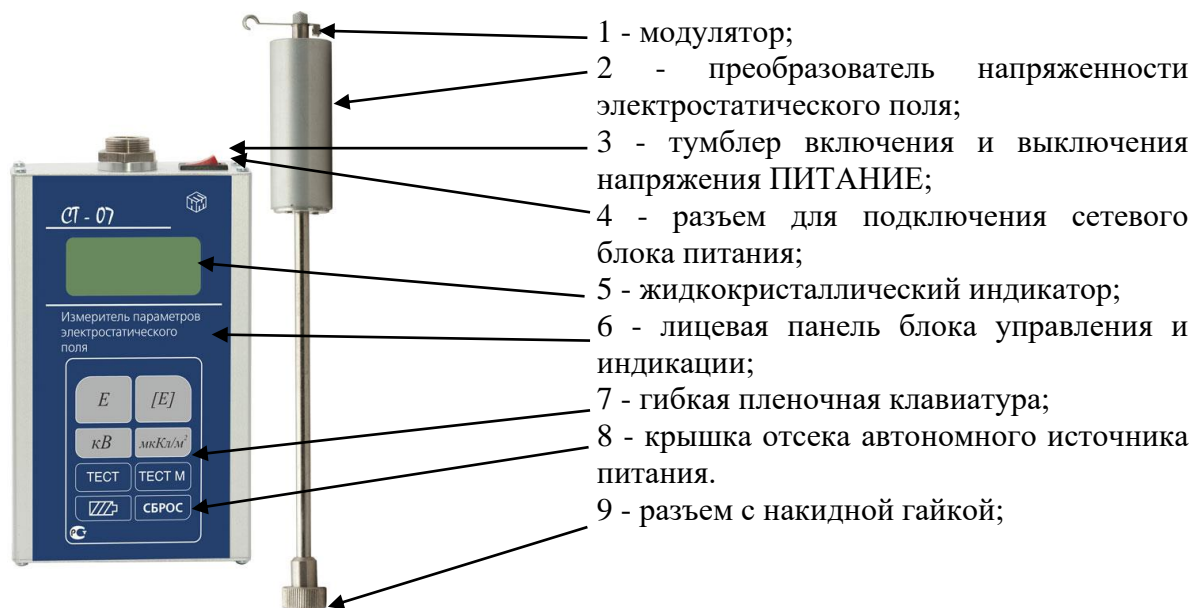 1 - модулятор;
2 - преобразователь напряженности
электростатического поля;
3 - тумблер включения и выключения
напряжения ПИТАНИЕ;
4 - разъем для подключения сетевого
блока питания;
5 - жидкокристаллический индикатор;
6 - лицевая панель блока управления и
индикации;
7 - гибкая пленочная клавиатура;
8 - крышка отсека автономного источника
питания.
9 - разъем с накидной гайкой;
СТ - 07
Измеритель параметров
электростатического
поля
E
[E]
кВ
мкКл/м²
ТЕСТ
ТЕСТ М
СБРОС